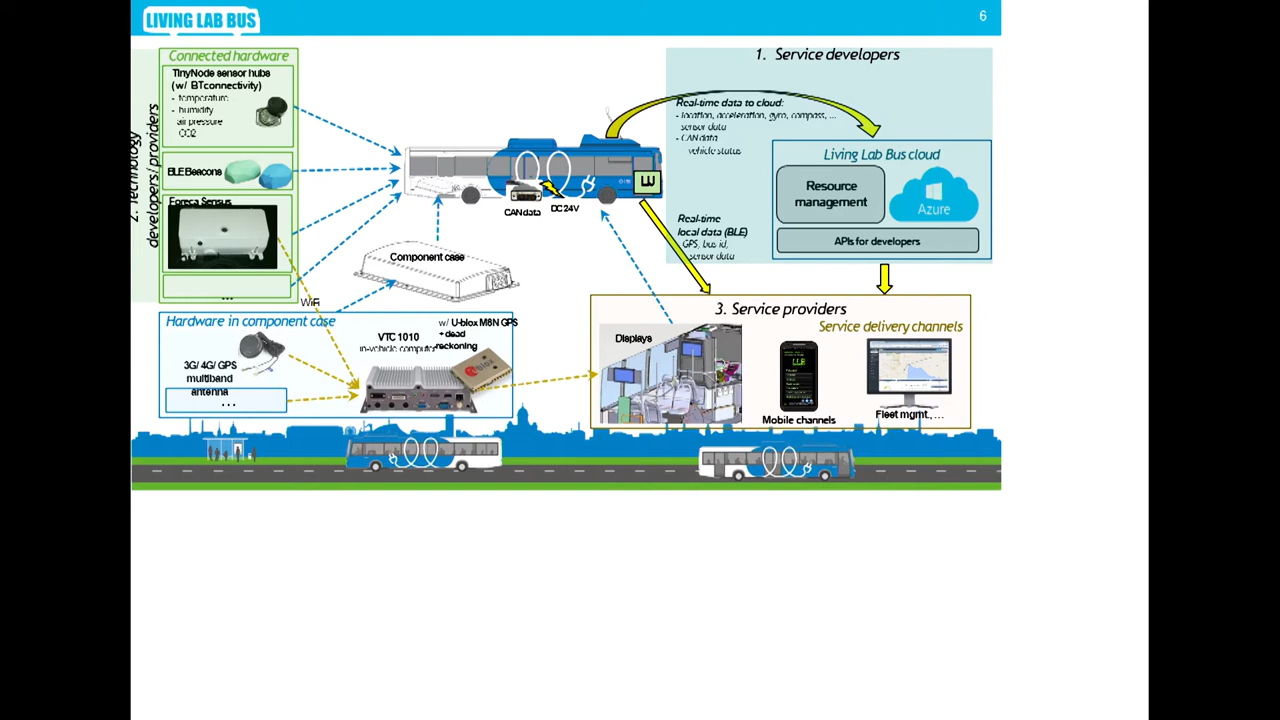 LIVING LAB BUS
6
2. Technology
developers/providers
Connected hardware
TinyNode sensor hubs
(w/ BT connectivity)
- temperature
- humidity
air pressure
CO2
BLE Beacons
Foreca Sensus
...
WiFi
Hardware in component case
3G/ 4G/ GPS
multiband
antenna
...
VTC 1010
in-vehicle computer
w/ U-blox M8N GPS
+ dead
reckoning
Component case
CAN data
DC 24V
1. Service developers
Real-time data to cloud:
- location, acceleration, gyro, compass, ...
sensor data
- CAN data
vehicle status
Living Lab Bus cloud
Resource
management
Azure
APIs for developers
Real-time
local data (BLE)
GPS, bus id,
sensor data
3. Service providers
Service delivery channels
Displays
LLB
Mobile channels
Fleet mgmt., ...